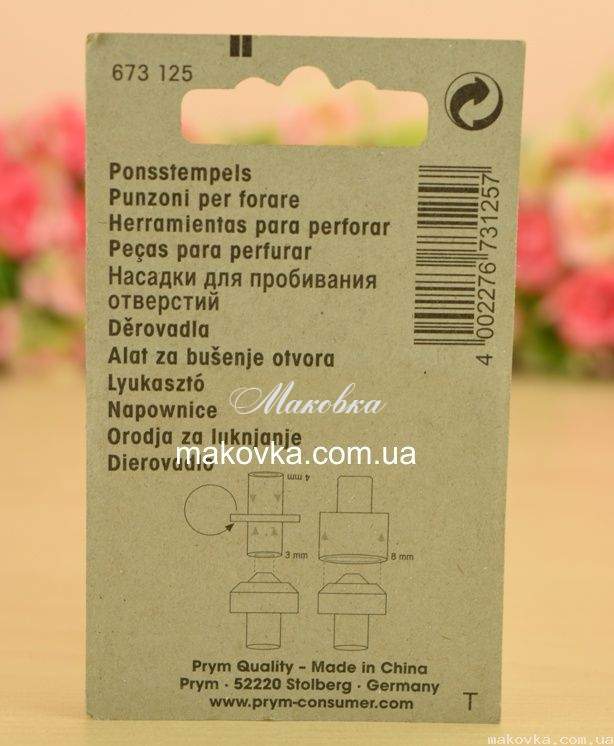 673 125
Ponsstempels
Punzoni per forare
Herramientas para perforar
Peças para perfurar
Насадки для пробивания
отверстий
Děrovadla
Alat za bušenje otvora
Lyukasztó
Napownice
Orodja za luknjanje
Dierovadlo
4 002276 731257
Маковка
makovka.com.ua
4 mm
3 mm
8 mm
Prym Quality - Made in China
Prym · 52220 Stolberg · Germany
www.prym-consumer.com
T
makovka.com.ua